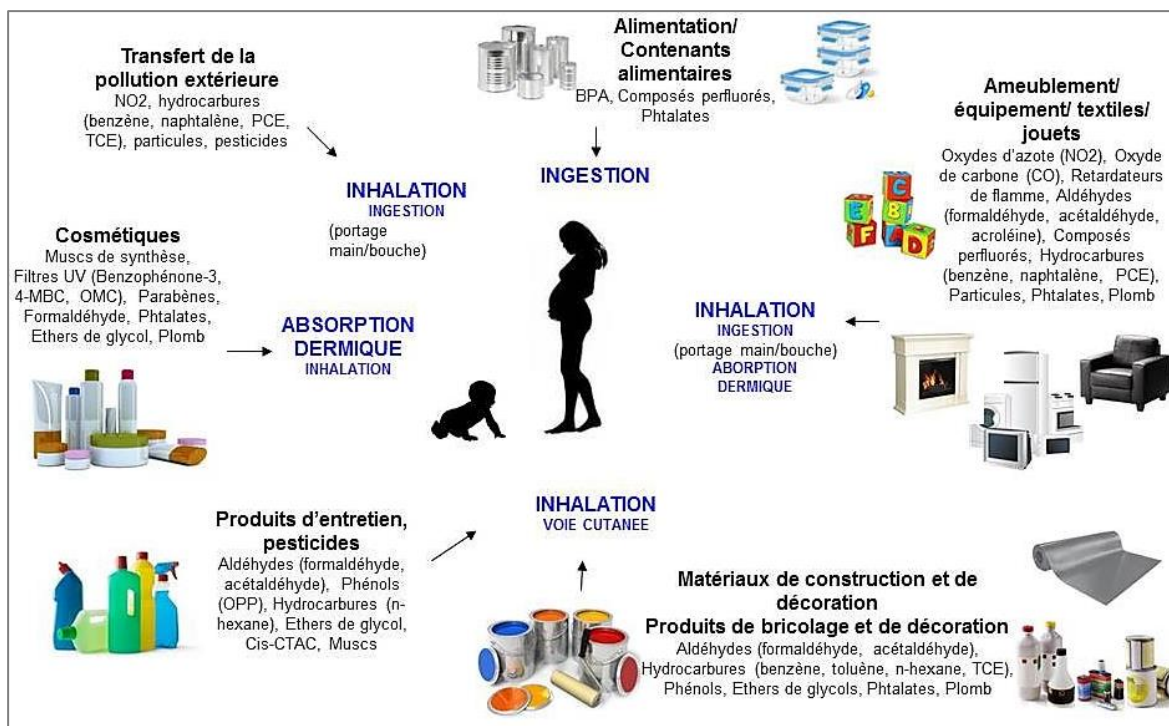 Transfert de la
pollution extérieure
NO2, hydrocarbures
(benzène, naphtalène, PCE,
TCE), particules, pesticides
INHALATION
INGESTION
(portage
main/bouche)
Alimentation/
Contenants
alimentaires
BPA, Composés perfluorés,
Phtalates
INGESTION
Ameublement/
équipement/ textiles/
jouets
Oxydes d'azote (NO2), Oxyde
de carbone (CO), Retardateurs
de flamme, Aldéhydes
(formaldéhyde, acétaldéhyde,
acroléine), Composés
perfluorés, Hydrocarbures
(benzène, naphtalène, PCE),
Particules, Phtalates, Plomb
C
E B
F A D
INHALATION
INGESTION
(portage main/bouche)
ABORPTION
DERMIQUE
Cosmétiques
Muscs de synthèse,
Filtres UV (Benzophénone-3,
4-MBC, OMC), Parabènes,
Formaldéhyde, Phtalates,
Ethers de glycol, Plomb
ABSORPTION
DERMIQUE
INHALATION
Produits d'entretien,
pesticides
Aldéhydes (formaldéhyde,
acétaldéhyde), Phénols
(OPP), Hydrocarbures (n-
hexane), Ethers de glycol,
Cis-CTAC, Muscs
INHALATION
VOIE CUTANEE
Matériaux de construction et de
décoration
Produits de bricolage et de décoration
Aldéhydes (formaldéhyde, acétaldéhyde),
Hydrocarbures (benzène, toluène, n-hexane, TCE),
Phénols, Ethers de glycols, Phtalates, Plomb